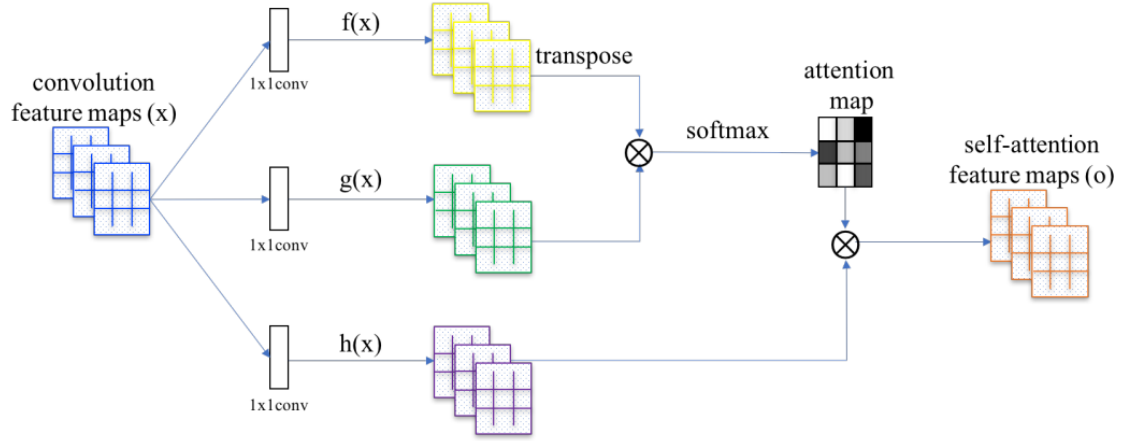 convolution
feature maps (x)
f(x)
1x1conv
transpose
g(x)
1x1conv
h(x)
1x1conv
softmax
attention
map
self-attention
feature maps (o)